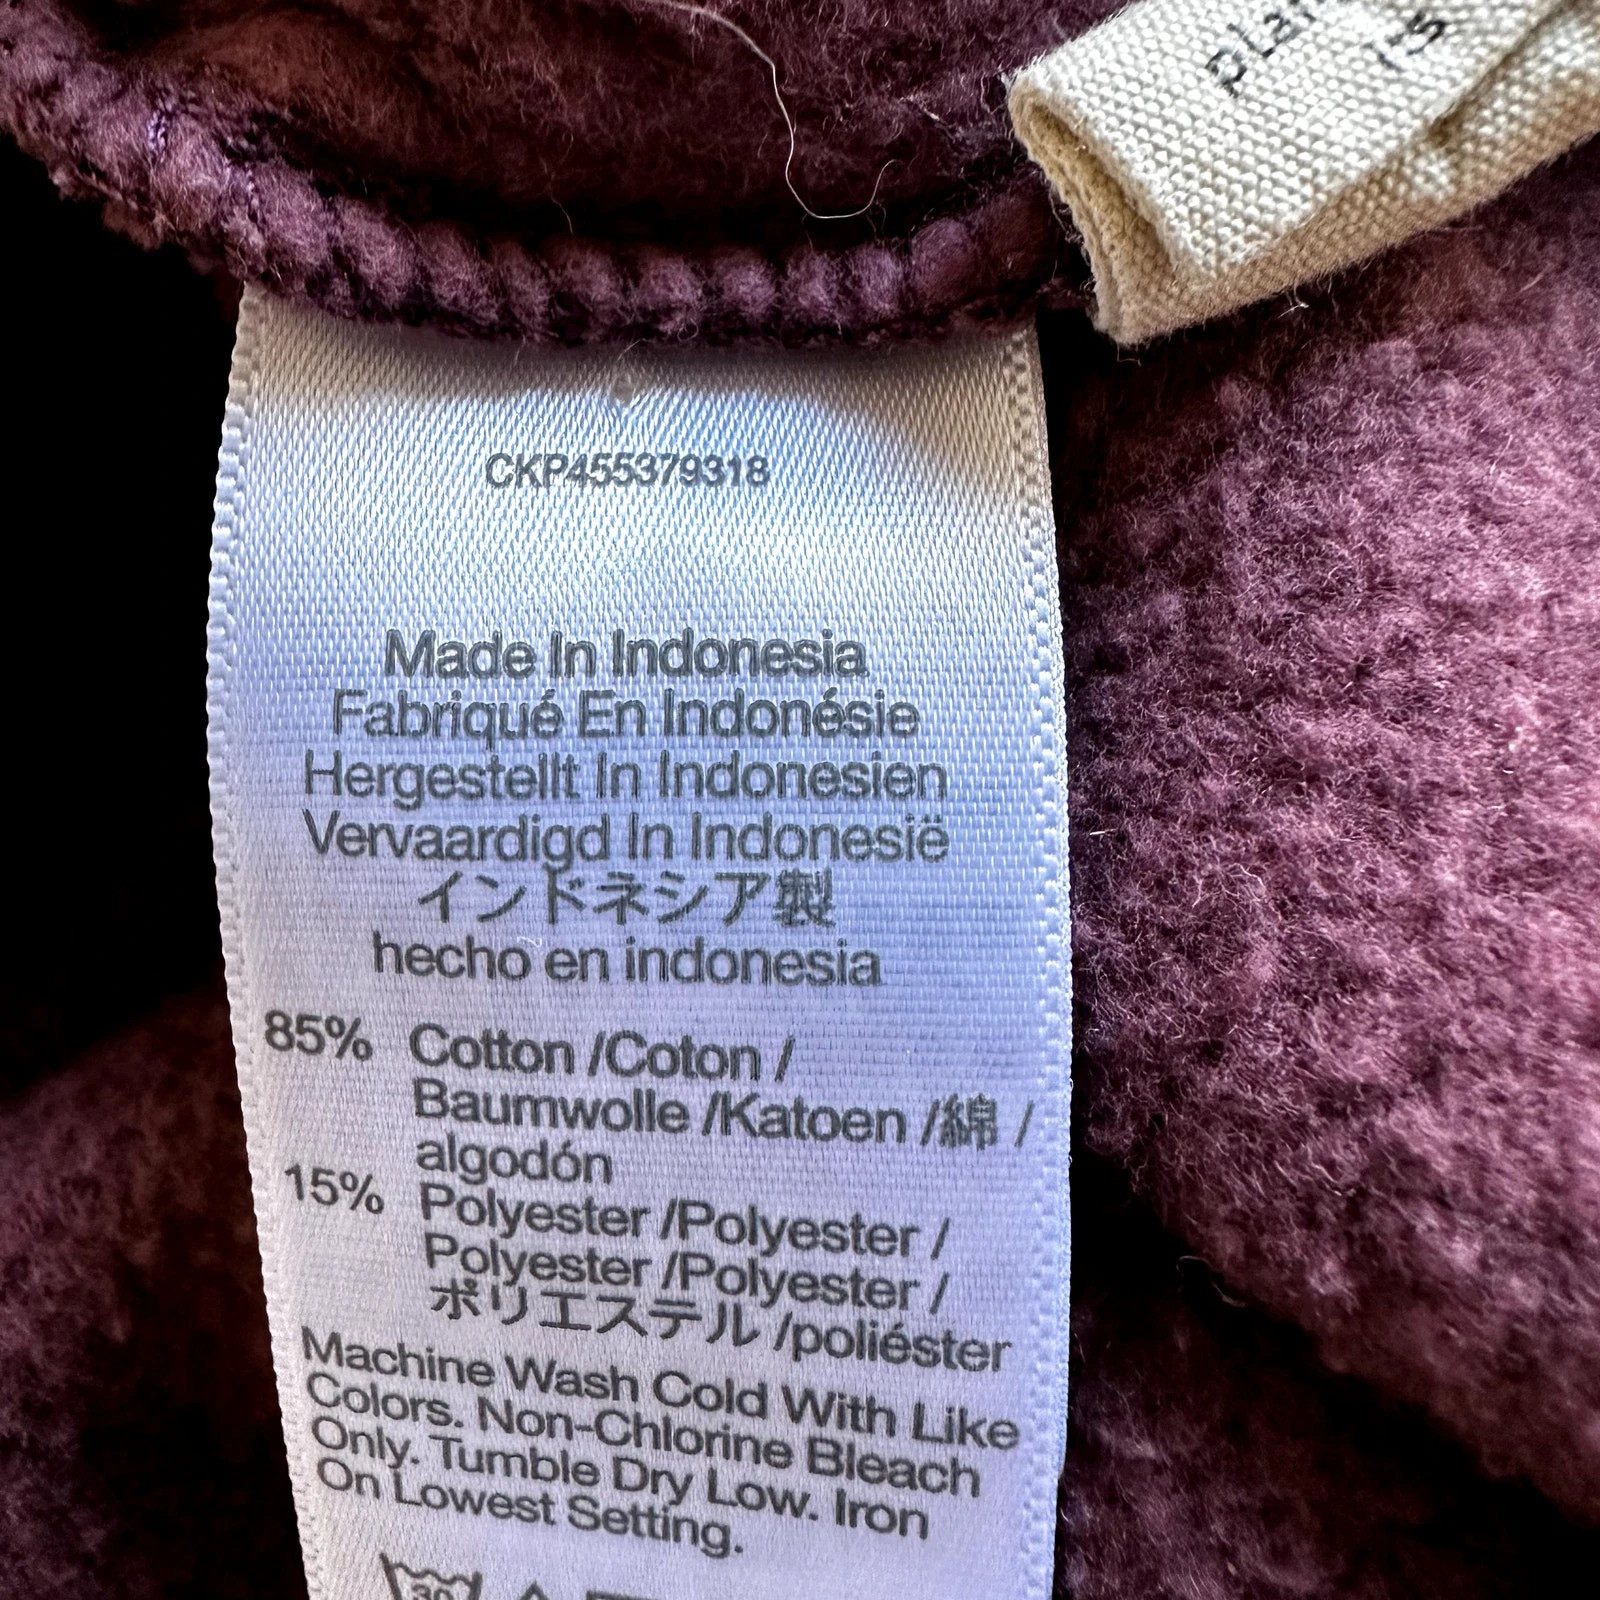 CKP455379318
Made In Indonesia
Fabriqué En Indonésie
Hergestellt In Indonesien
Vervaardigd In Indonesië
インドネシア製
hecho en indonesia
85% Cotton /Coton /
Baumwolle /Katoen /綿 /
algodón
15% Polyester /Polyester /
Polyester /Polyester /
ポリエステル /poliéster
Machine Wash Cold With Like
Colors. Non-Chlorine Bleach
Only. Tumble Dry Low. Iron
On Lowest Setting.
30